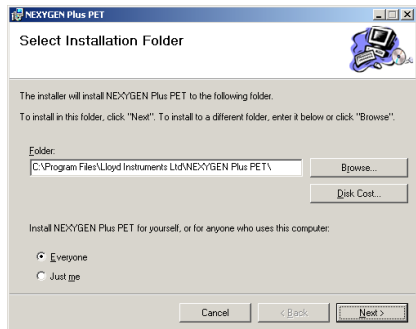 NEXYGEN Plus PET
Select Installation Folder
The installer will install NEXYGEN Plus PET to the following folder.
To install in this folder, click "Next". To install to a different folder, enter it below or click "Browse".
Folder:
C:\Program Files\Lloyd Instruments Ltd\NEXYGEN Plus PET\
Browse...
Disk Cost...
Install NEXYGEN Plus PET for yourself, or for anyone who uses this computer:
Everyone
Just me
Cancel
< Back
Next >